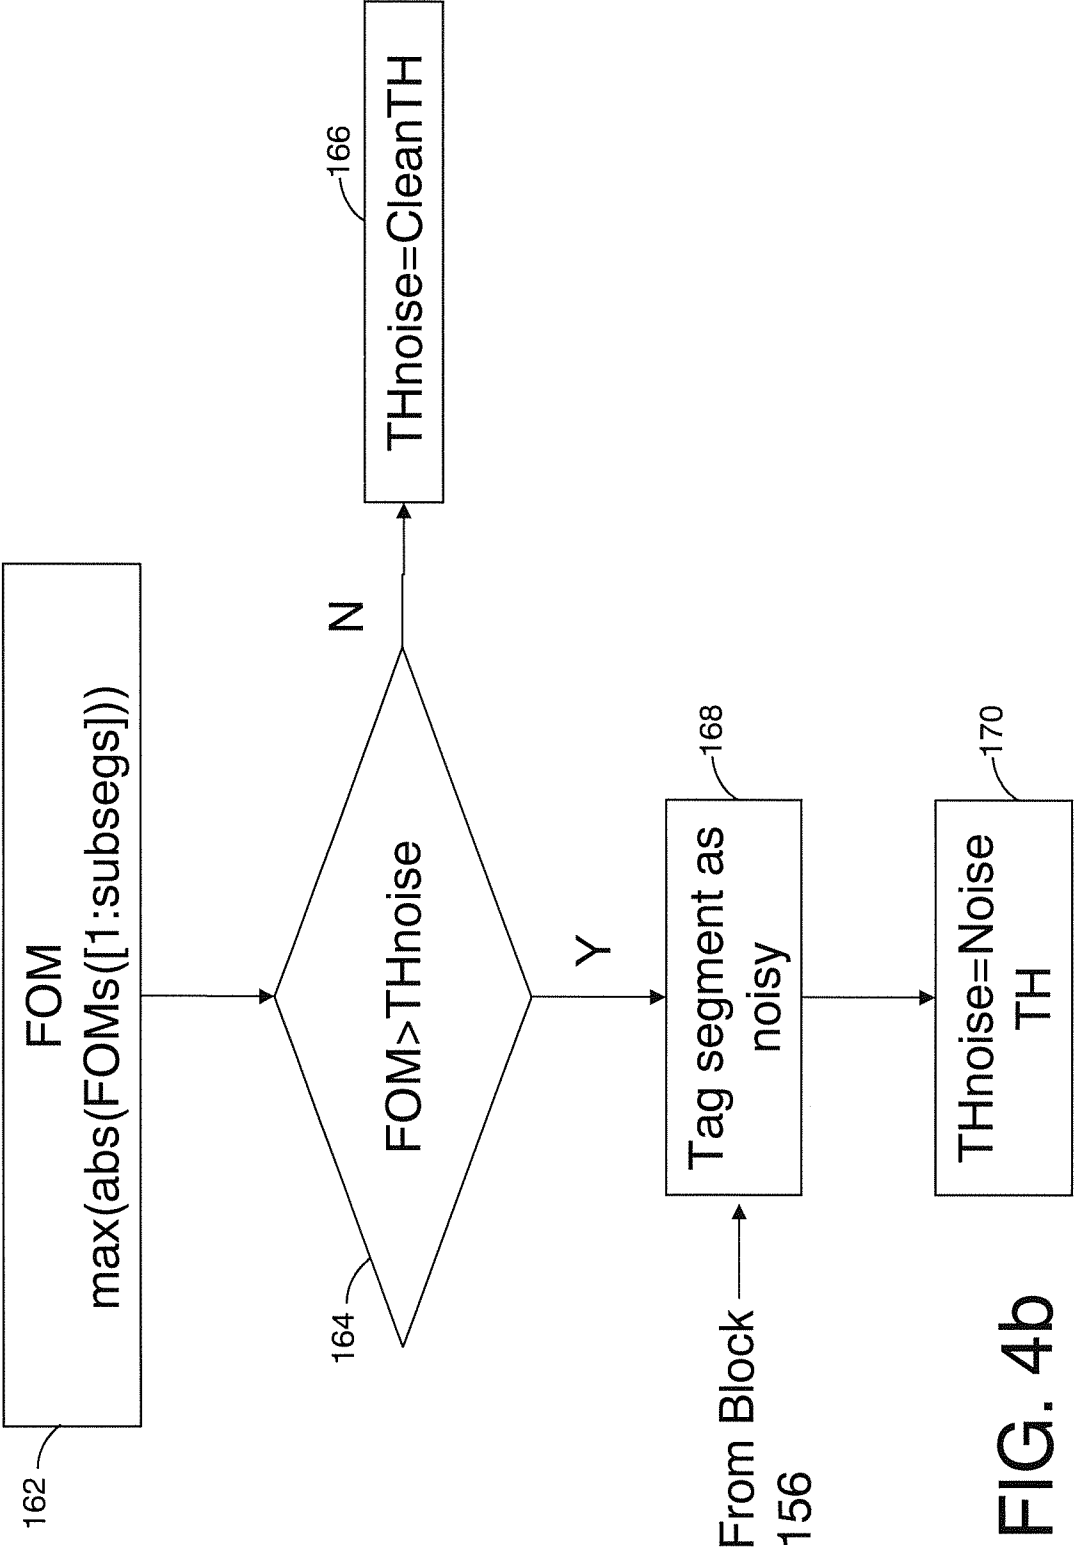 162
FOM
max(abs(FOMs([1:subsegs]))
164
FOM>THnoise
N
166
THnoise=CleanTH
Y
From Block
156
Tag segment as
noisy
168
THnoise=Noise
TH
170
FIG. 4b